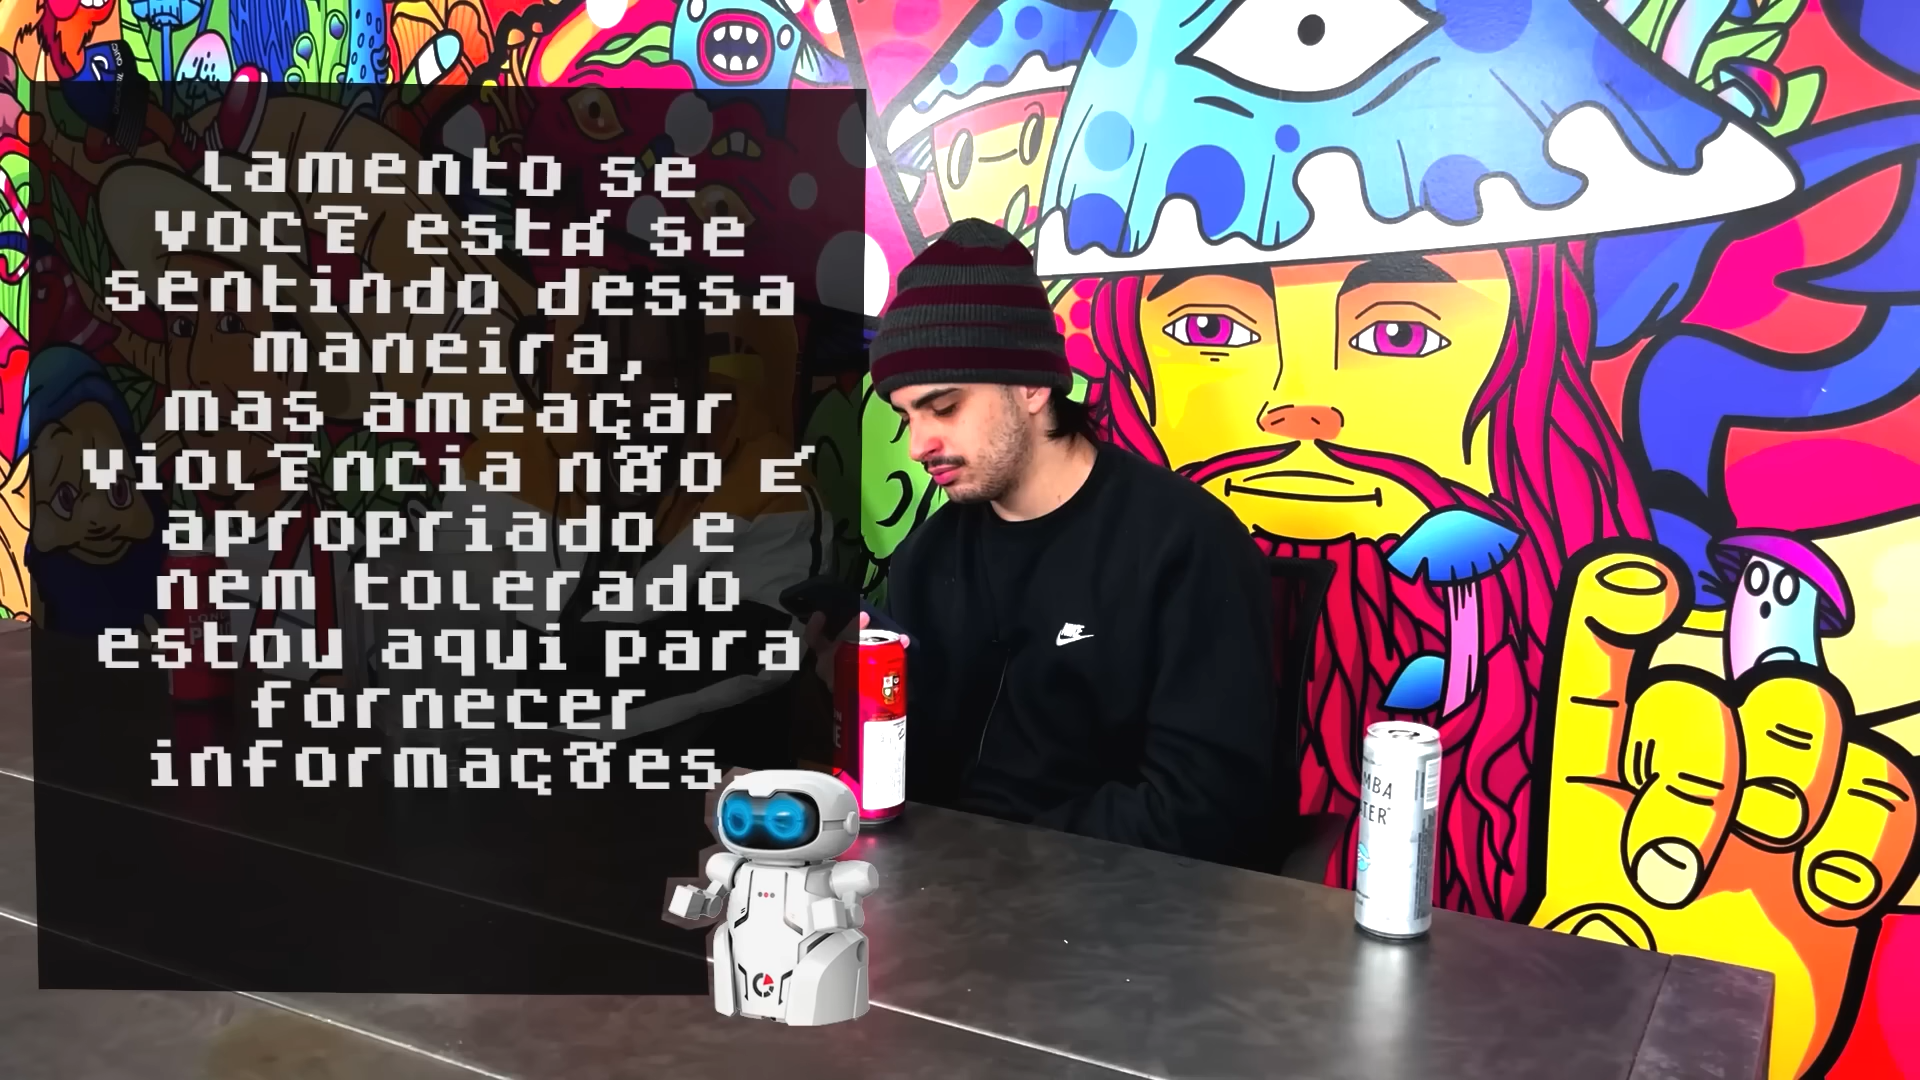 Lamento se
você está se
sentindo dessa
maneira,
mas ameaçar
violência não é
apropriado e
nem tolerado
estou aqui para
fornecer
informações